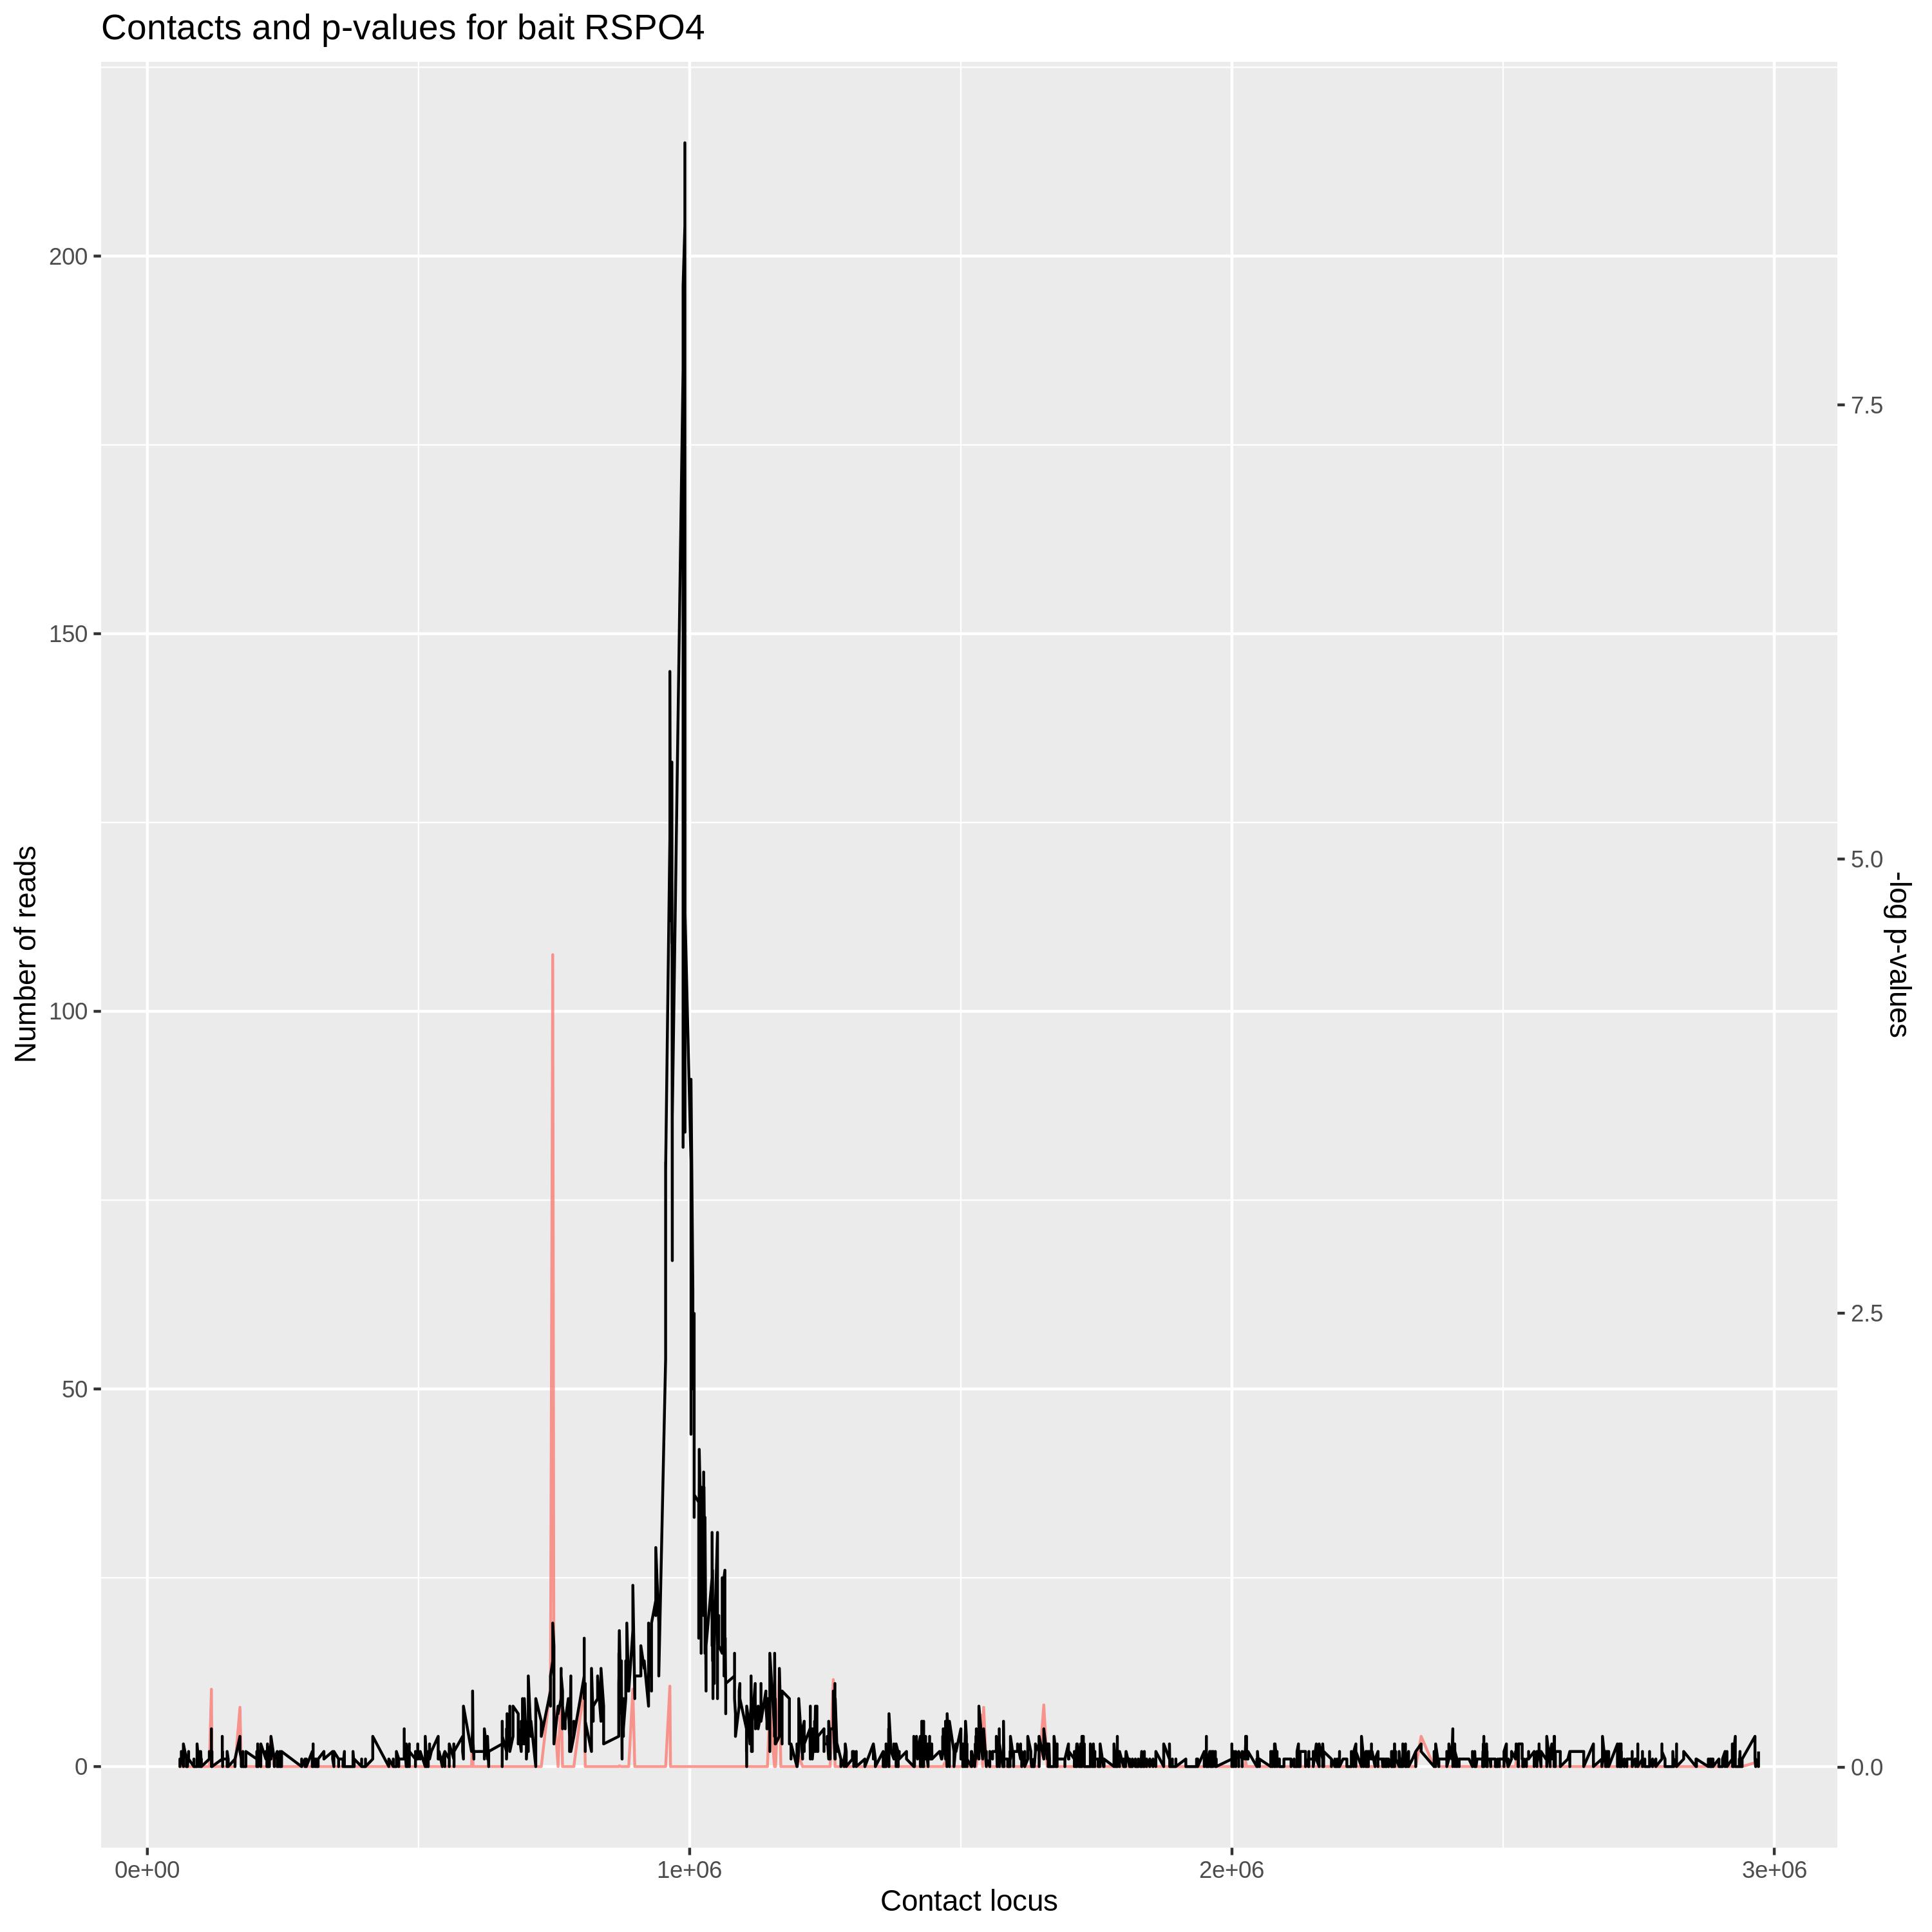 Contacts and p-values for bait RSPO4
200
150
100
50
0
Number of reads
7.5
5.0
2.5
0.0
-log p-values
0e+00 1e+06 2e+06 3e+06
Contact locus